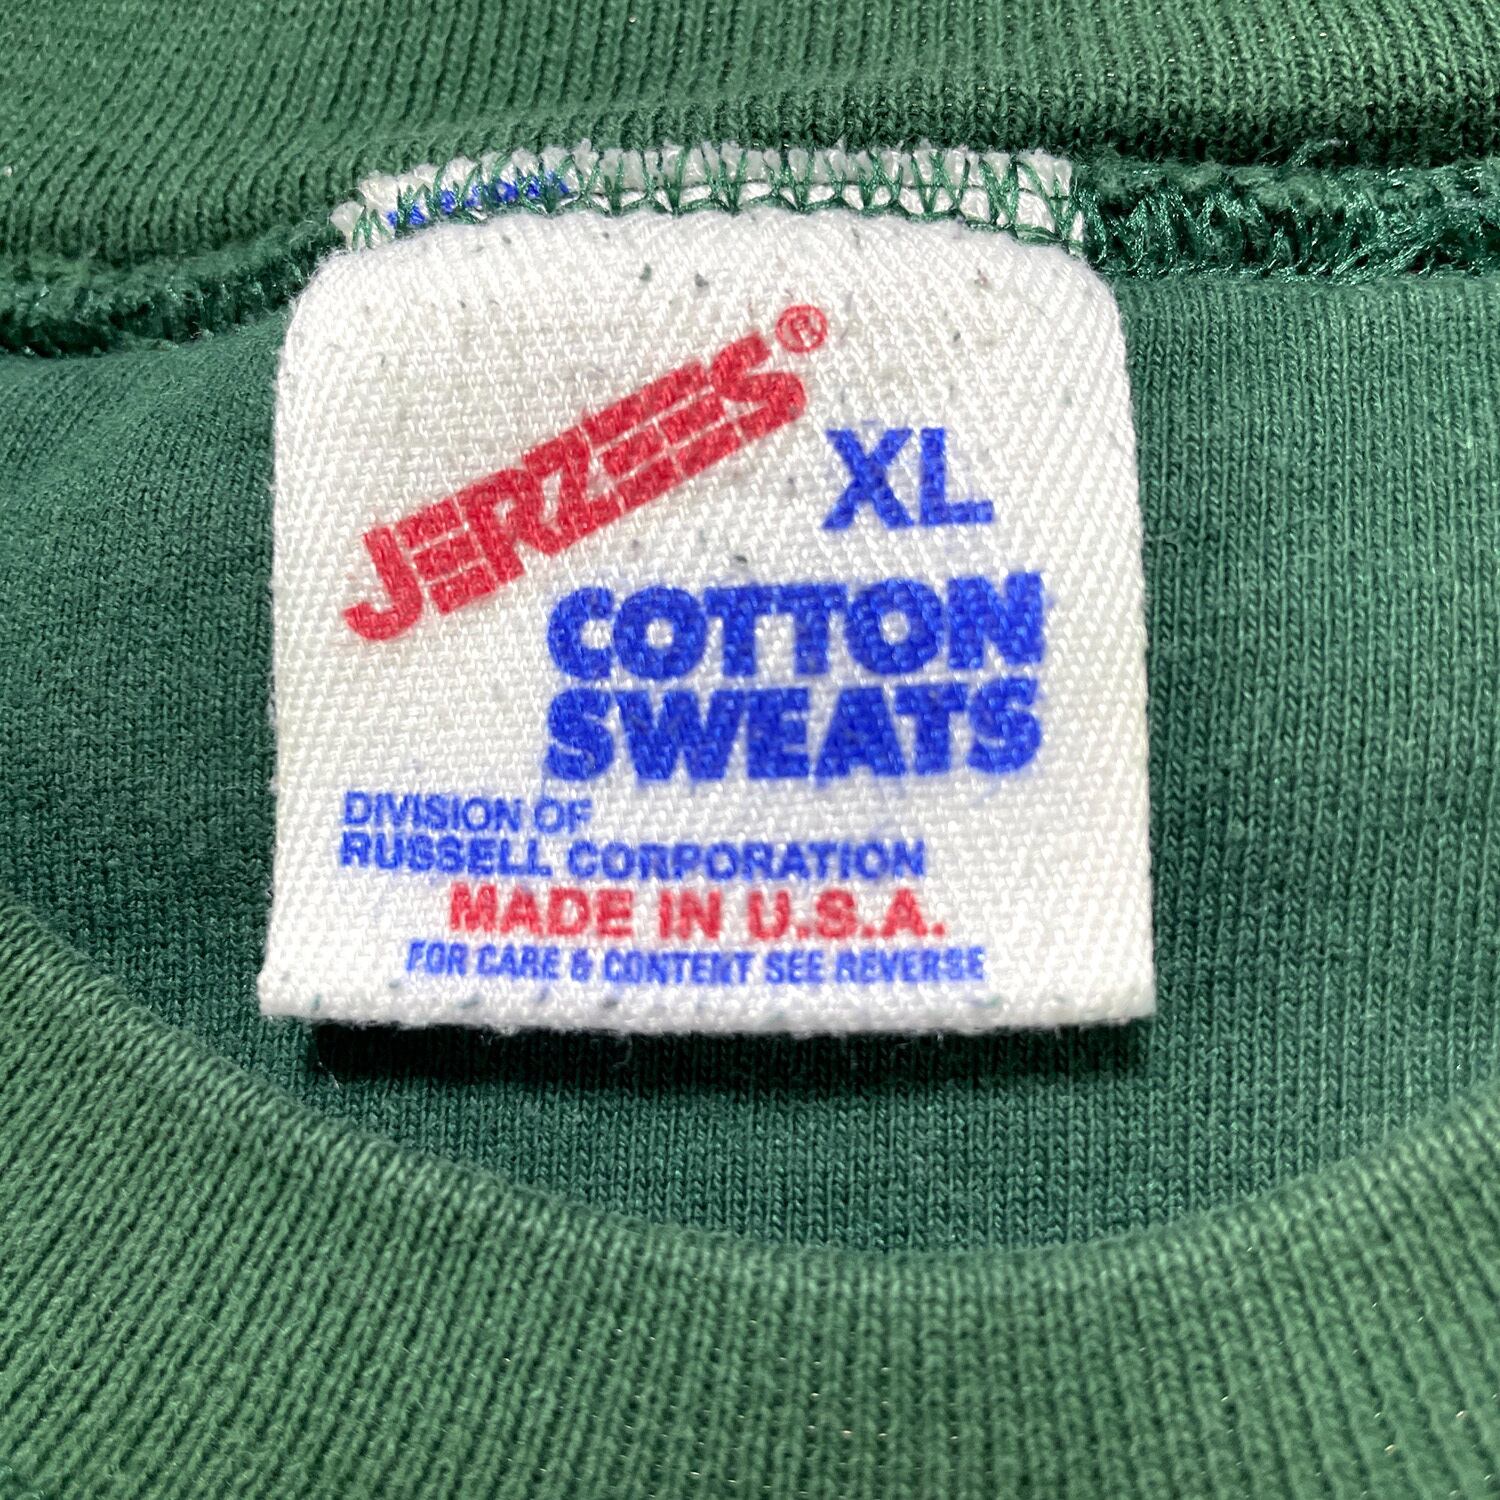 JERZEES®
XL
COTTON
SWEATS
DIVISION OF
RUSSELL CORPORATION
MADE IN U.S.A.
FOR CARE & CONTENT SEE REVERSE